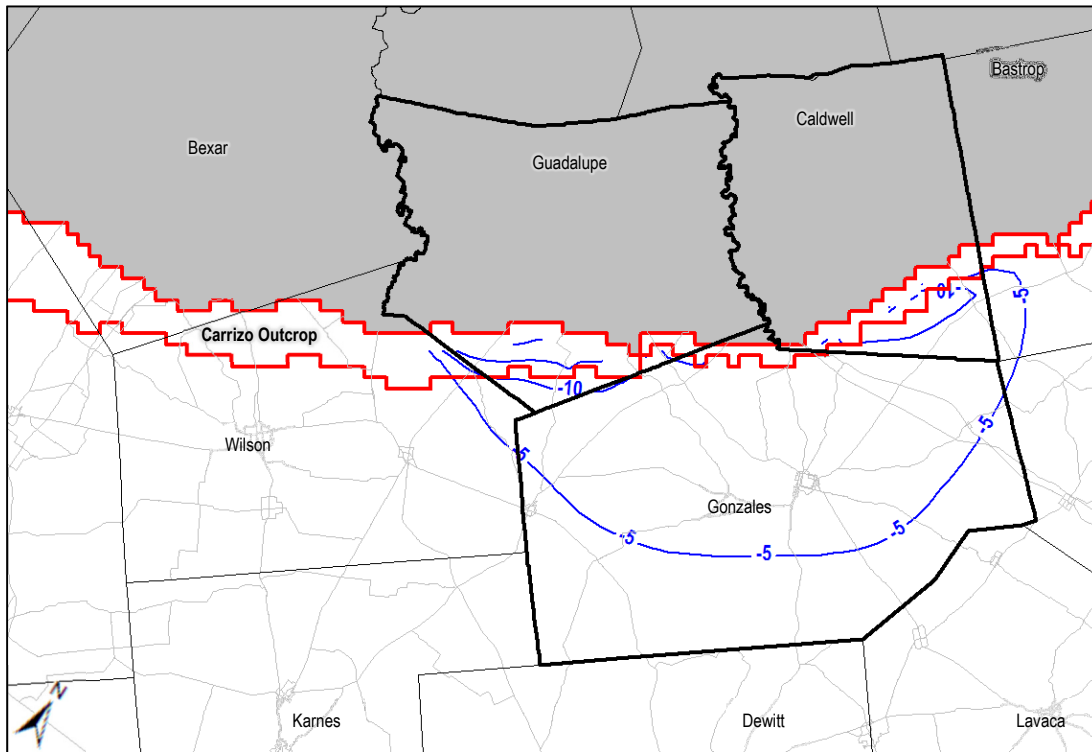 Bastrop
Caldwell
Bexar
Guadalupe
-10
-5
Carrizo Outcrop
-10
-5
Wilson
-5
Gonzales
-5
-5
-5
N
Karnes
Dewitt
Lavaca